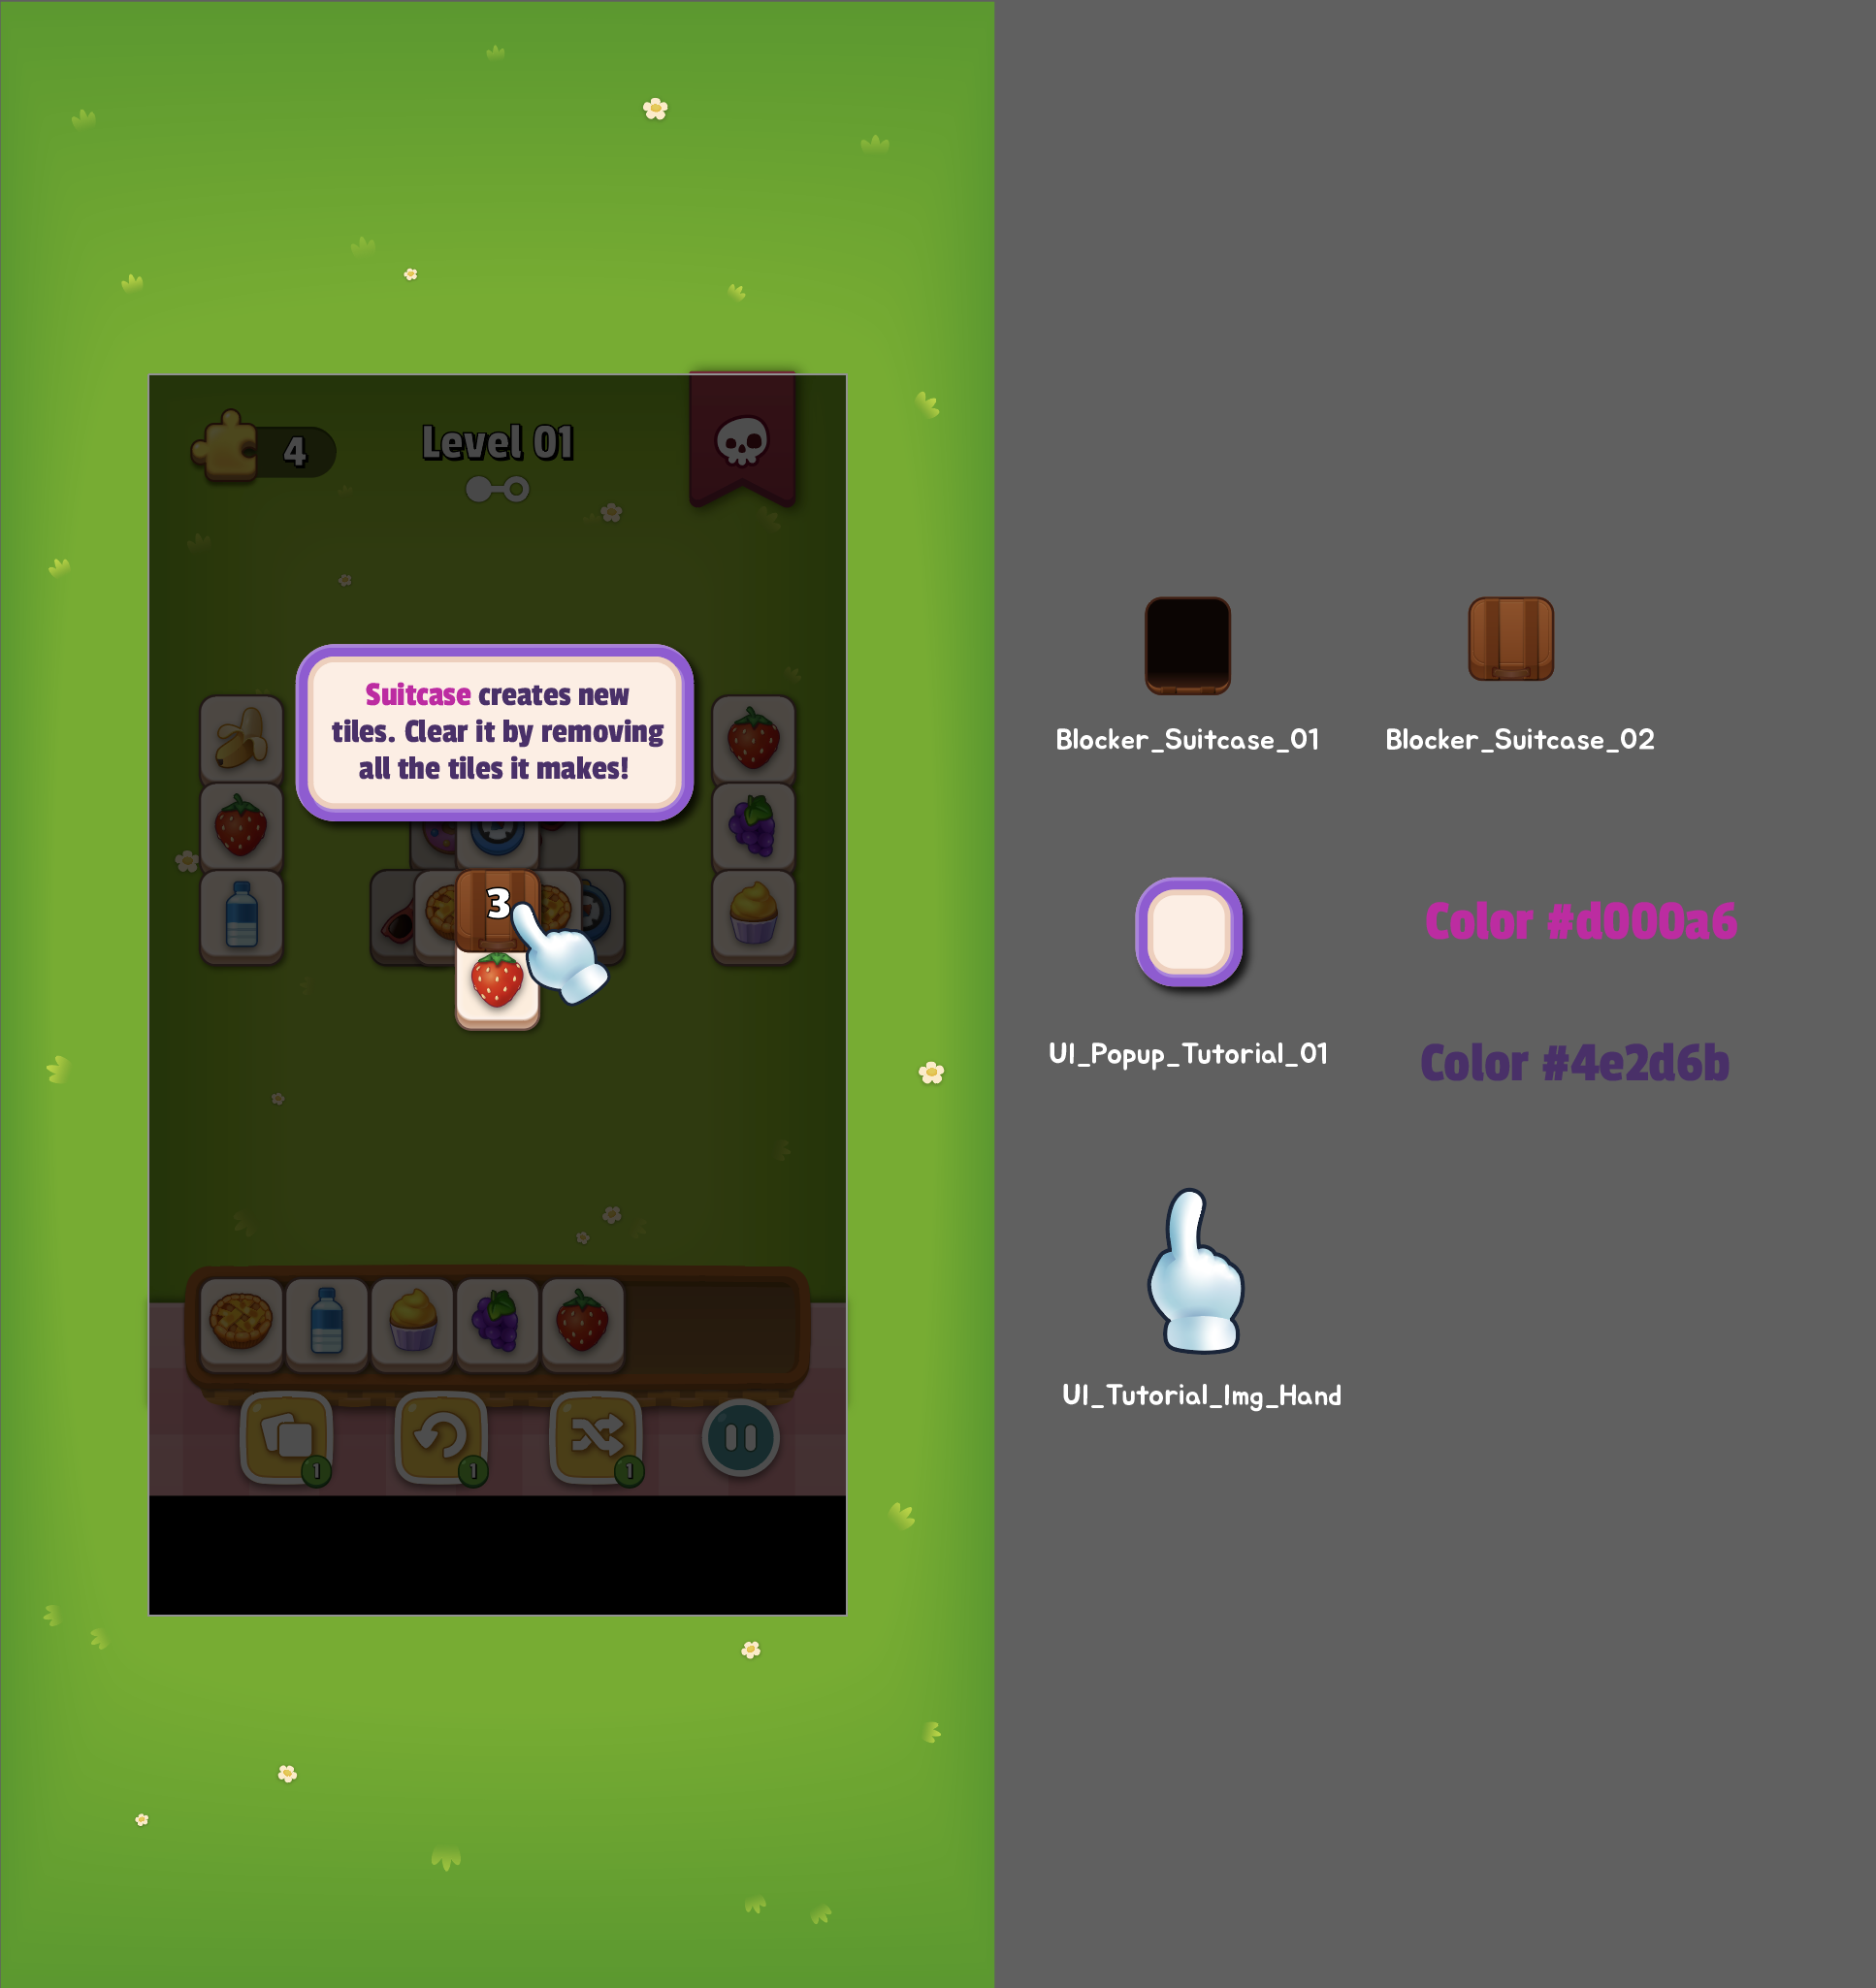 4
Level 01
Suitcase creates new
tiles. Clear it by removing
all the tiles it makes!
3
1
1
1
Blocker_Suitcase_01
Blocker_Suitcase_02
UI_Popup_Tutorial_01
Color #d000a6
Color #4e2d6b
UI_Tutorial_Img_Hand